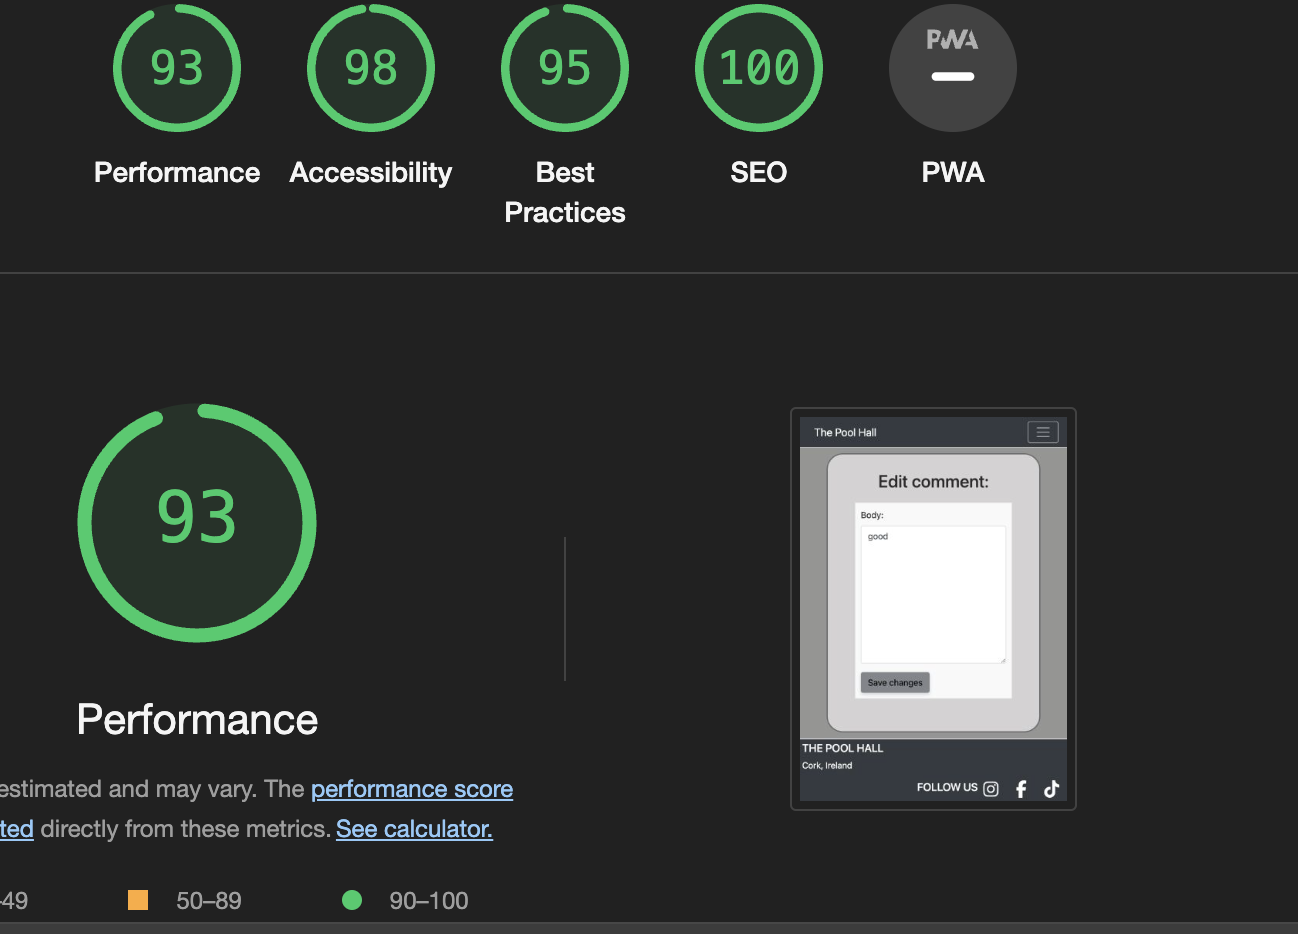 93
98
95
100
PWA
Performance
Accessibility
Best
Practices
SEO
PWA
93
Performance
estimated and may vary. The performance score
ted directly from these metrics. See calculator.
–49
50–89
90–100
The Pool Hall
Edit comment:
Body:
good
Save changes
THE POOL HALL
Cork, Ireland
FOLLOW US